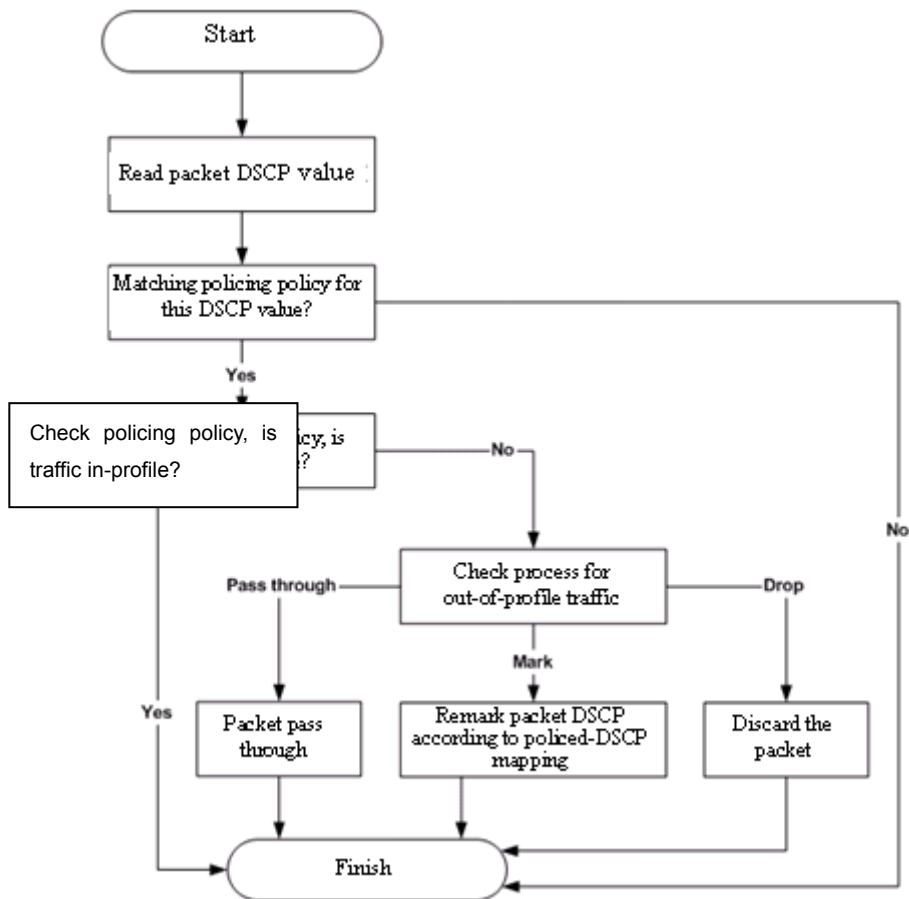 Start
Read packet DSCP value
Matching policing policy for
this DSCP value?
Yes
Check policing policy, is
traffic in-profile?
icy, is
e?
No
No
Check process for
out-of-profile traffic
Pass through
Drop
Mark
Yes
Packet pass
through
Remark packet DSCP
according to policed-DSCP
mapping
Discard the
packet
Finish